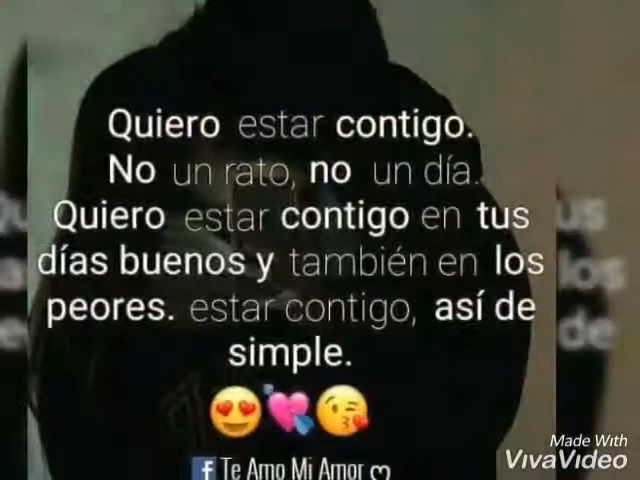 Quiero estar contigo.
No un rato, no un día.
Quiero estar contigo en tus
días buenos y también en los
peores. estar contigo, así de
simple.
😍💘😘
f Te Amo Mi Amor ღ
Made With
VivaVideo